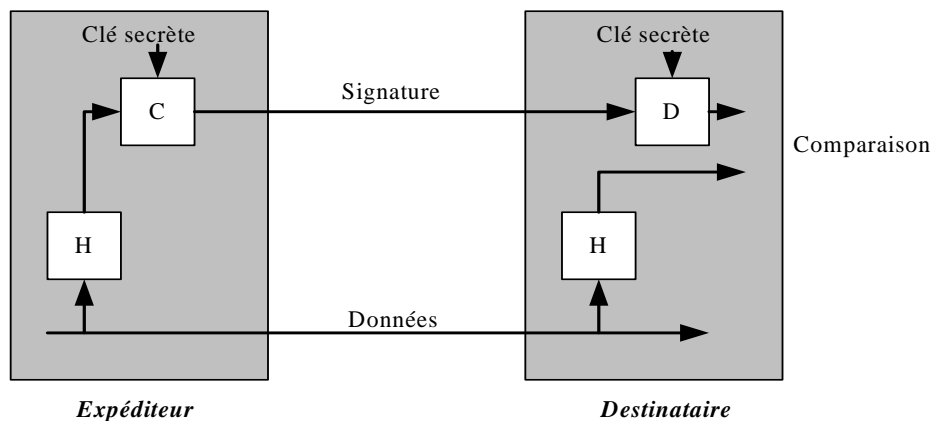 Clé secrète
Clé secrète
C
Signature
D
Comparaison
H
H
Données
Expéditeur
Destinataire